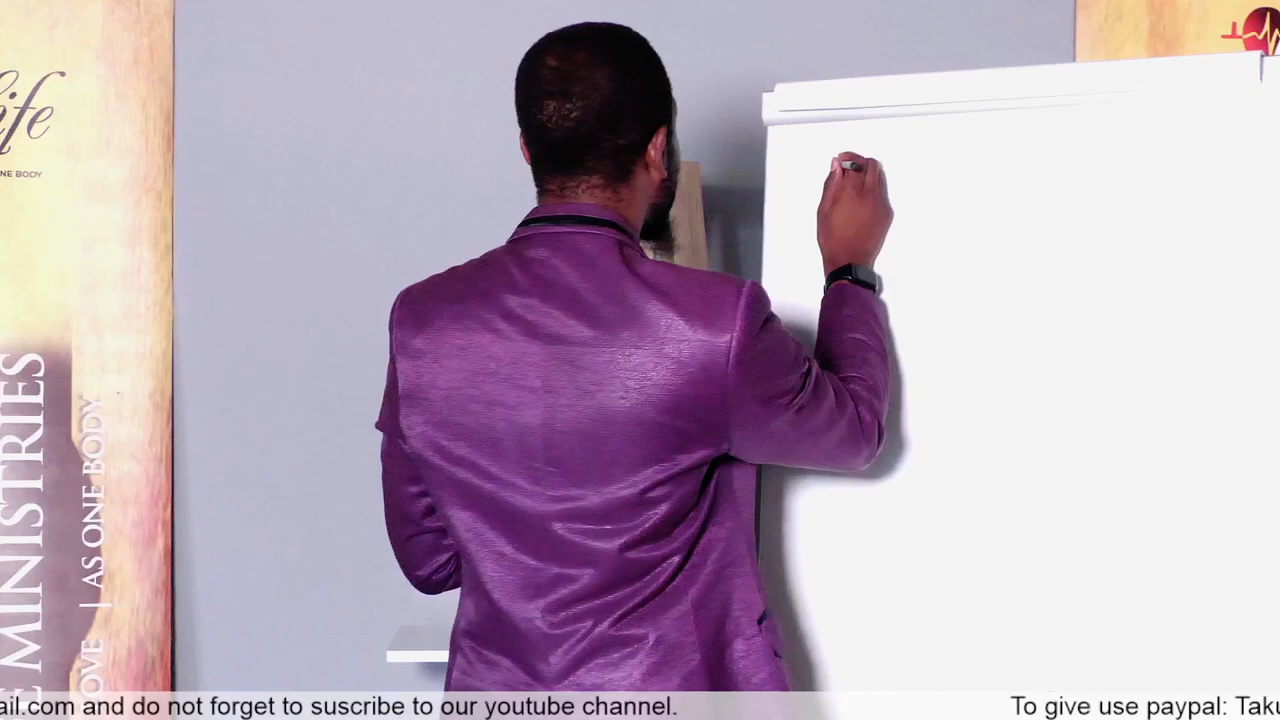 ife
NE BODY
MINISTRIES
OVE | AS ONE BODY
ail.com and do not forget to suscribe to our youtube channel.
To give use paypal: Taku